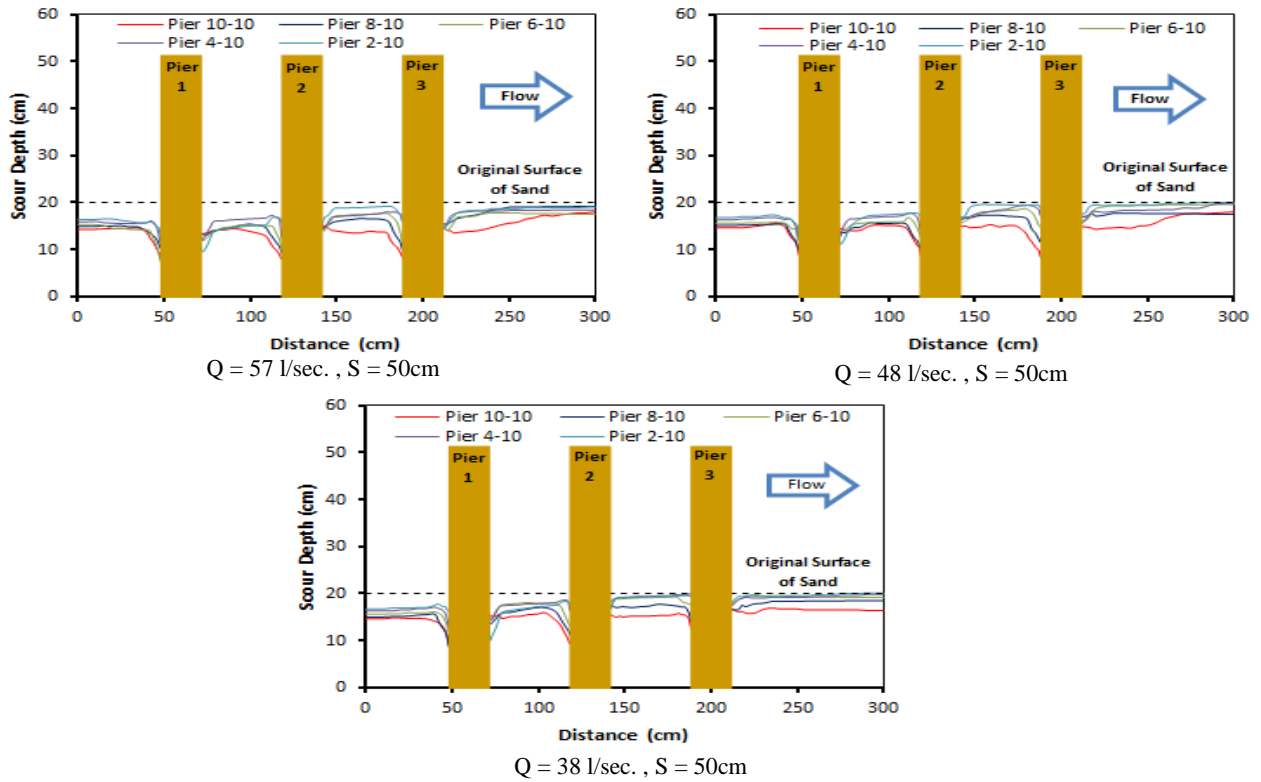 Pier 10-10 Pier 8-10 Pier 6-10
Pier 4-10 Pier 2-10
Scour Depth (cm)
60
50
40
30
20
10
0
Pier
1
Pier
2
Pier
3
Flow
Original Surface
of Sand
0 50 100 150 200 250 300
Distance (cm)
Q = 57 l/sec. , S = 50cm
Pier 10-10 Pier 8-10 Pier 6-10
Pier 4-10 Pier 2-10
Scour Depth (cm)
60
50
40
30
20
10
0
Pier
1
Pier
2
Pier
3
Flow
Original Surface
of Sand
0 50 100 150 200 250 300
Distance (cm)
Q = 48 l/sec. , S = 50cm
Pier 10-10 Pier 8-10 Pier 6-10
Pier 4-10 Pier 2-10
Scour Depth (cm)
60
50
40
30
20
10
0
Pier
1
Pier
2
Pier
3
Flow
Original Surface
of Sand
0 50 100 150 200 250 300
Distance (cm)
Q = 38 l/sec. , S = 50cm